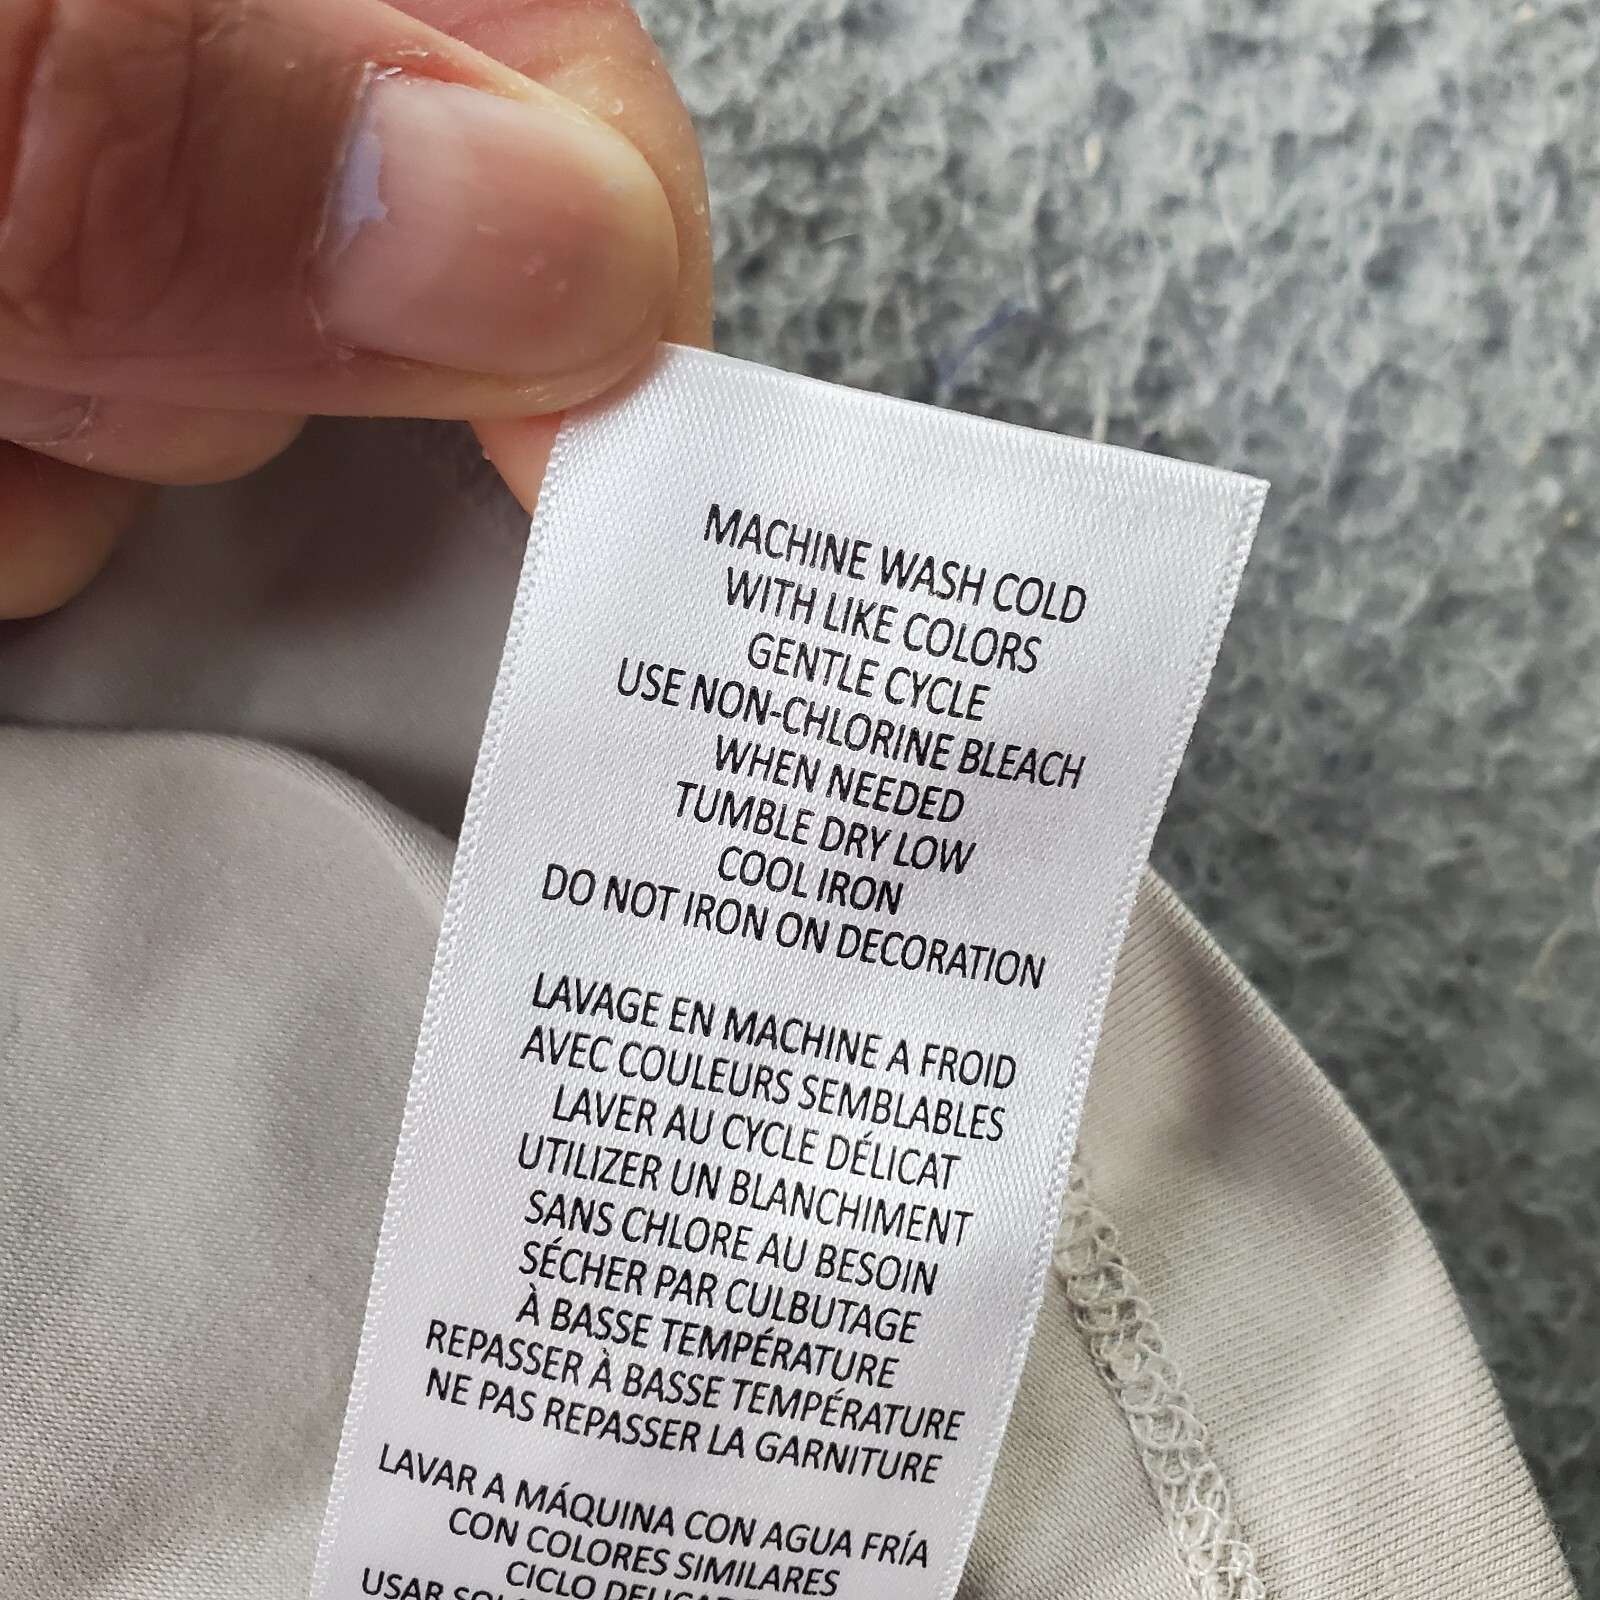 MACHINE WASH COLD
WITH LIKE COLORS
GENTLE CYCLE
USE NON-CHLORINE BLEACH
WHEN NEEDED
TUMBLE DRY LOW
COOL IRON
DO NOT IRON ON DECORATION
LAVAGE EN MACHINE A FROID
AVEC COULEURS SEMBLABLES
LAVER AU CYCLE DÉLICAT
UTILIZER UN BLANCHIMENT
SANS CHLORE AU BESOIN
SÉCHER PAR CULBUTAGE
À BASSE TEMPÉRATURE
REPASSER À BASSE TEMPÉRATURE
NE PAS REPASSER LA GARNITURE
LAVAR A MÁQUINA CON AGUA FRÍA
CON COLORES SIMILARES
CICLO
USAR